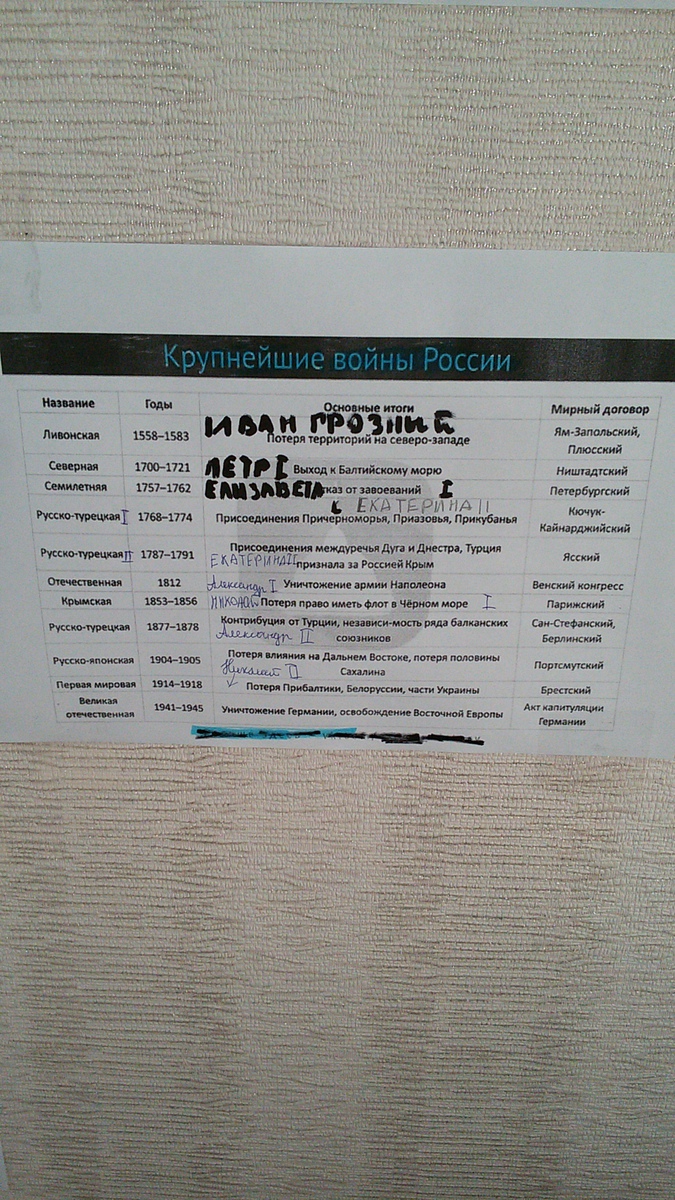 Крупнейшие войны России
Название Годы Основные итоги Мирный договор
ИВАН ГРОЗНИЙ
Ливонская 1558–1583 Потеря территорий на северо-западе Ям-Запольский,
Плюсский
Северная 1700–1721 ПЕТР I Выход к Балтийскому морю Ништадтский
Семилетняя 1757–1762 ЕЛИЗАВЕТА тказ от завоеваний I Петербургский
ЕКАТЕРИНА II
Русско-турецкая I 1768–1774 Присоединения Причерноморья, Приазовья, Прикубанья Кючук-
Кайнарджийский
Присоединения междуречья Дуга и Днестра, Турция
Русско-турецкая II 1787–1791 ЕКАТЕРИНА II признала за Россией Крым Ясский
Отечественная 1812 Александр I Уничтожение армии Наполеона Венский конгресс
Крымская 1853–1856 НИКОЛАЙ Потеря право иметь флот в Чёрном море I Парижский
Контрибуция от Турции, независи-мость ряда балканских Сан-Стефанский,
Русско-турецкая 1877–1878 Александр II союзников Берлинский
Потеря влияния на Дальнем Востоке, потеря половины
Русско-японская 1904–1905 Николай II Сахалина Портсмутский
Первая мировая 1914–1918 Потеря Прибалтики, Белоруссии, части Украины Брестский
Великая
отечественная 1941–1945 Уничтожение Германии, освобождение Восточной Европы Акт капитуляции
Германии